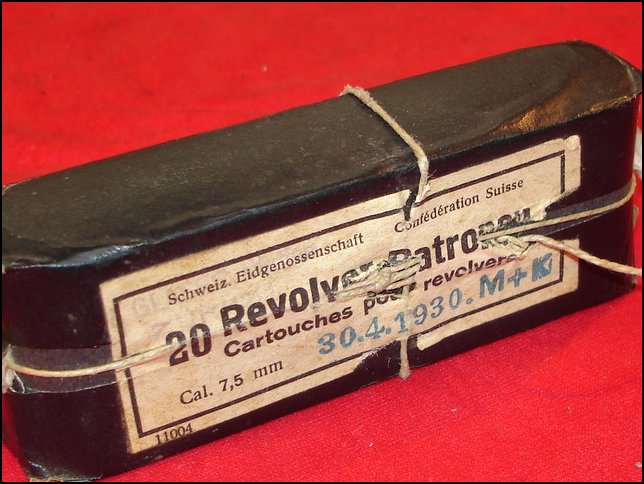 Schweiz. Eidgenossenschaft Confédération Suisse
20 Revolver-Patronen
Cartouches pour revolvers
30.4.1930. M+K
Cal. 7,5 mm
11004